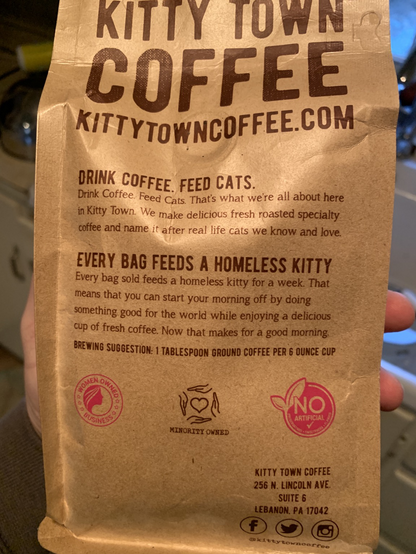 KITTY TOWN
COFFEE
KITTYTOWNCOFFEE.COM
DRINK COFFEE, FEED CATS.
Drink Coffee. Feed Cats. That's what we're all about here
in Kitty Town. We make delicious fresh roasted specialty
coffee and name it after real life cats we know and love.
EVERY BAG FEEDS A HOMELESS KITTY
Every bag sold feeds a homeless kitty for a week. That
means that you can start your morning off by doing
something good for the world while enjoying a delicious
cup of fresh coffee. Now that makes for a good morning.
BREWING SUGGESTION: 1 TABLESPOON GROUND COFFEE PER 6 OUNCE CUP
WOMEN OWNED
BUSINESS
MINORITY OWNED
NO
ARTIFICIAL
KITTY TOWN COFFEE
256 N. LINCOLN AVE.
SUITE 6
LEBANON, PA 17042
@kittytowncoffee